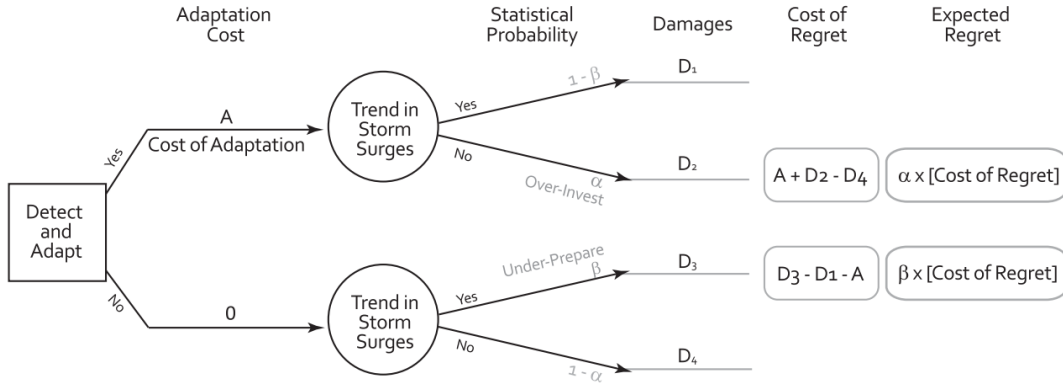 Adaptation
Cost
Statistical
Probability
Damages
Cost of
Regret
Expected
Regret
Detect
and
Adapt
Yes
A
Cost of Adaptation
Trend in
Storm
Surges
Yes
1 - β
D₁
No
α
Over-Invest
D₂
A + D2 - D4
α x [Cost of Regret]
No
0
Trend in
Storm
Surges
Yes
Under-Prepare
β
D₃
D3 - D1 - A
β x [Cost of Regret]
No
1 - α
D₄